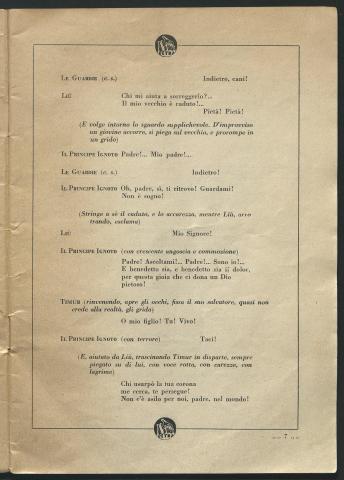 CETRA
LE GUARDIE (c. s.) Indietro, cani!
LIÙ Chi mi aiuta a sorreggerlo?...
Il mio vecchio è caduto!...
Pietà! Pietà!
(E volge intorno lo sguardo supplichevole. D'improvviso
un giovine accorre, si piega sul vecchio, e prorompe in
un grido)
IL PRINCIPE IGNOTO Padre!... Mio padre!...
LE GUARDIE (c. s.) Indietro!
IL PRINCIPE IGNOTO Oh, padre, sì, ti ritrovo! Guardami!
Non è sogno!
(Stringe a sè il caduto, e lo accarezza, mentre Liù, acco
rrendo, esclama)
LIÙ Mio Signore!
IL PRINCIPE IGNOTO (con crescente angoscia e commozione)
Padre! Ascoltami!.. Padre!... Sono io!...
E benedetto sia, e benedetto sia il dolor,
per questa gioia che ci dona un Dio
pietoso!
TIMUR (rinvenendo, apre gli occhi, fissa il suo salvatore, quasi non
crede alla realtà, gli grida)
O mio figlio! Tu! Vivo!
IL PRINCIPE IGNOTO (con terrore) Taci!
(E, aiutato da Liù, trascinando Timur in disparte, sempre
piegato su di lui, con voce rotta, con carezze, con
lagrime)
Chi usurpò la tua corona
me cerca, te persegue!
Non c'è asilo per noi, padre, nel mondo!
CETRA
7